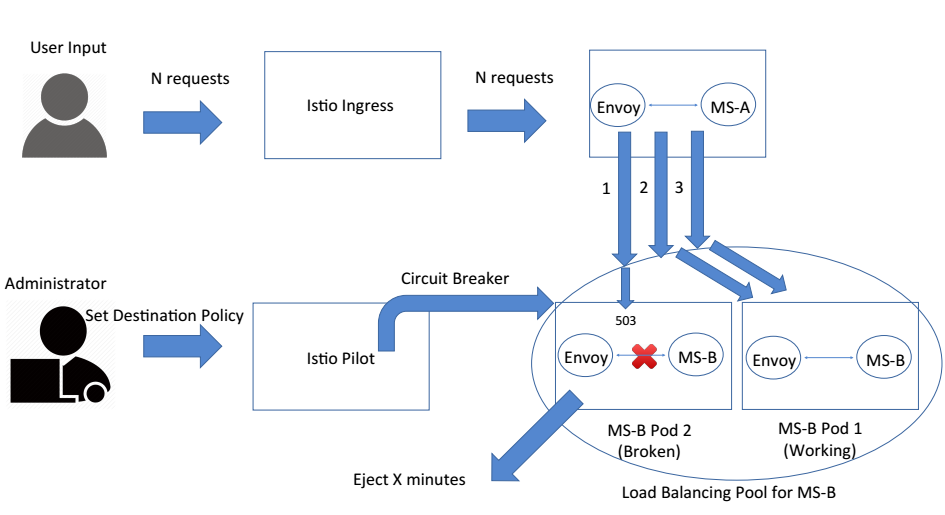 User Input
N requests
Istio Ingress
N requests
Envoy
MS-A
1
2
3
Administrator
Set Destination Policy
Istio Pilot
Circuit Breaker
503
Envoy
MS-B
Envoy
MS-B
MS-B Pod 2
(Broken)
MS-B Pod 1
(Working)
Eject X minutes
Load Balancing Pool for MS-B